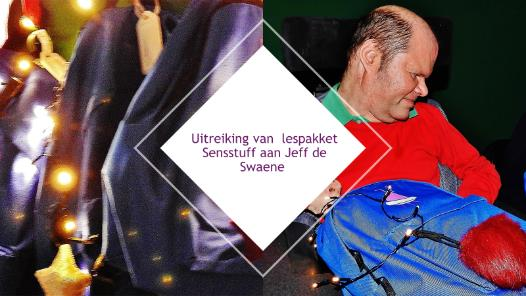 Uitreiking van lespakket
Sensstuff aan Jeff de
Swaene